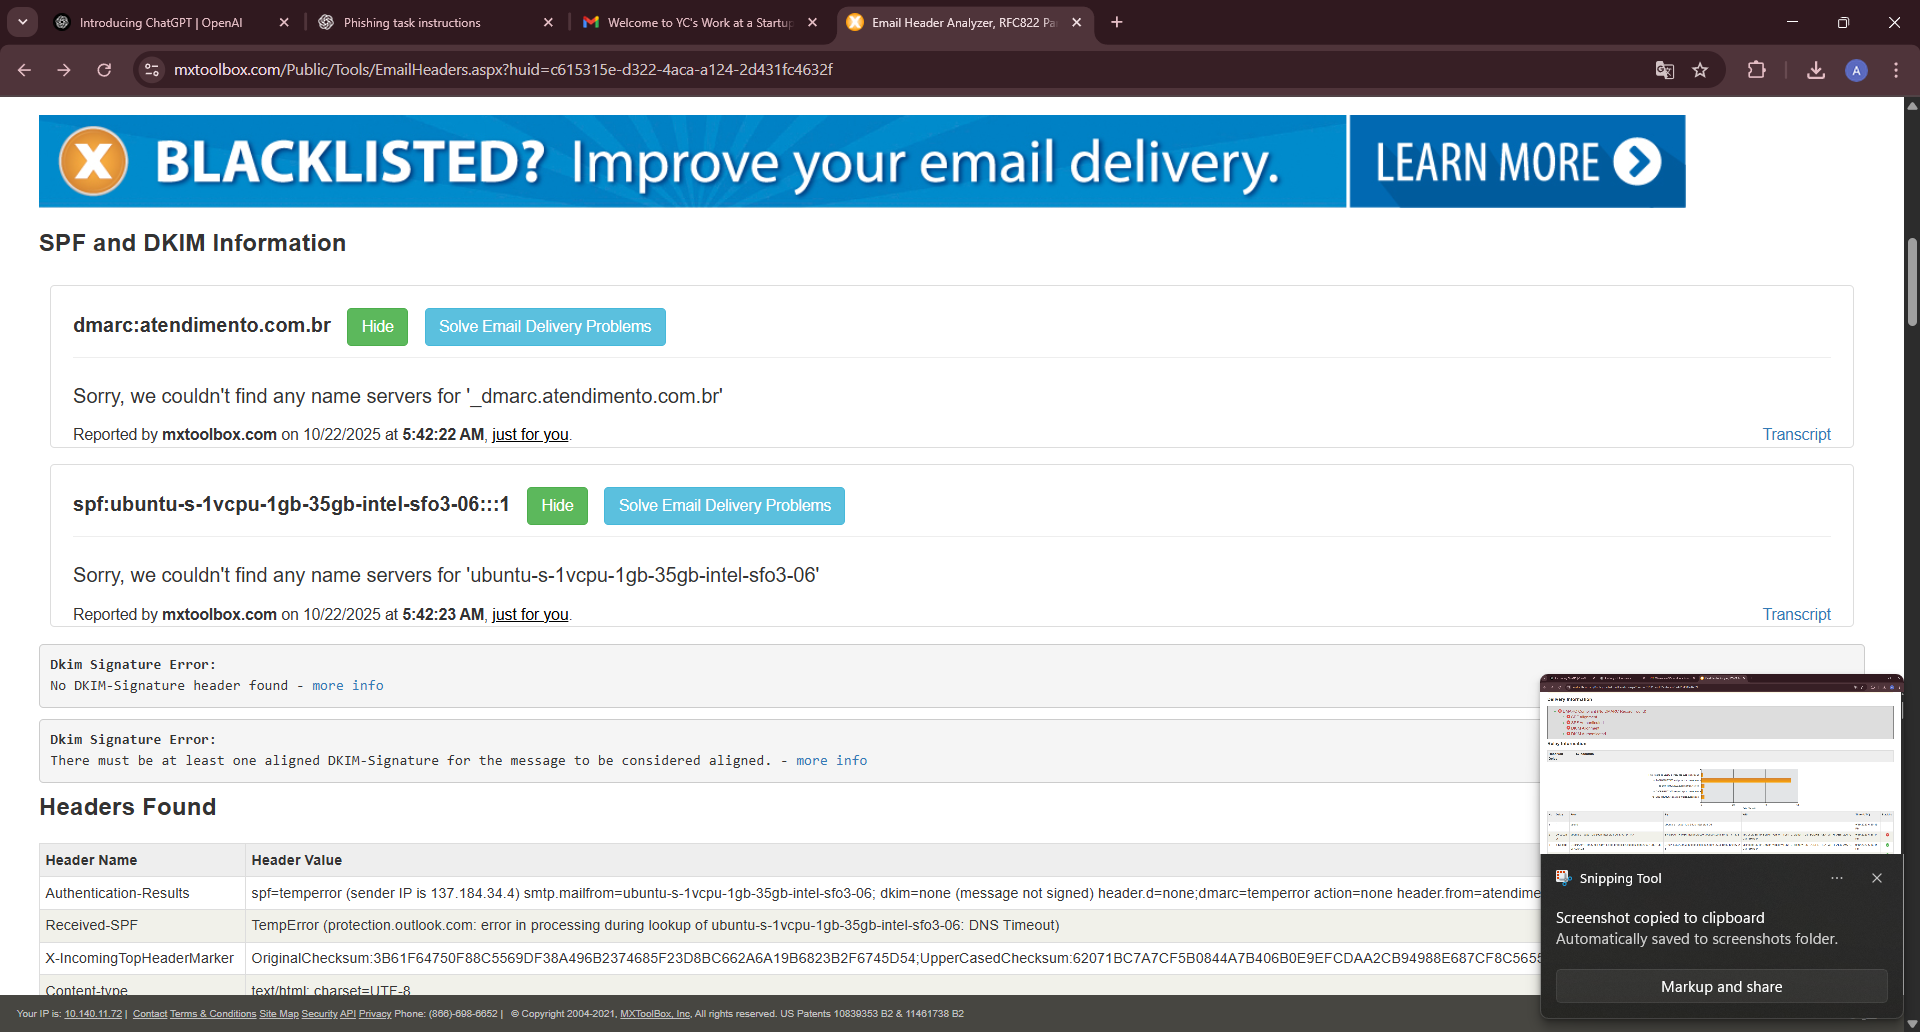 Introducing ChatGPT | OpenAI
Phishing task instructions
Welcome to YC's Work at a Startup
Email Header Analyzer, RFC822 Pa
mxtoolbox.com/Public/Tools/EmailHeaders.aspx?huid=c615315e-d322-4aca-a124-2d431fc4632f
A
X BLACKLISTED? Improve your email delivery. LEARN MORE
SPF and DKIM Information
dmarc:atendimento.com.br Hide Solve Email Delivery Problems
Sorry, we couldn't find any name servers for '_dmarc.atendimento.com.br'
Reported by mxtoolbox.com on 10/22/2025 at 5:42:22 AM, just for you. Transcript
spf:ubuntu-s-1vcpu-1gb-35gb-intel-sfo3-06:::1 Hide Solve Email Delivery Problems
Sorry, we couldn't find any name servers for 'ubuntu-s-1vcpu-1gb-35gb-intel-sfo3-06'
Reported by mxtoolbox.com on 10/22/2025 at 5:42:23 AM, just for you. Transcript
Dkim Signature Error:
No DKIM-Signature header found - more info
Dkim Signature Error:
There must be at least one aligned DKIM-Signature for the message to be considered aligned. - more info
Headers Found
Header Name Header Value
Authentication-Results spf=temperror (sender IP is 137.184.34.4) smtp.mailfrom=ubuntu-s-1vcpu-1gb-35gb-intel-sfo3-06; dkim=none (message not signed) header.d=none;dmarc=temperror action=none header.from=atendime
Received-SPF TempError (protection.outlook.com: error in processing during lookup of ubuntu-s-1vcpu-1gb-35gb-intel-sfo3-06: DNS Timeout)
X-IncomingTopHeaderMarker OriginalChecksum:3B61F64750F88C5569DF38A496B2374685F23D8BC662A6A19B6823B2F6745D54;UpperCasedChecksum:62071BC7A7CF5B0844A7B406B0E9EFCDAA2CB94988E687CF8C5655
Content-type text/html; charset=UTF-8
Delivery Information
Relay Information
Snipping Tool
Screenshot copied to clipboard
Automatically saved to screenshots folder.
Markup and share
Your IP is: 10.140.11.72 | Contact Terms & Conditions Site Map Security API Privacy Phone: (866)-698-6652 | © Copyright 2004-2021, MXToolBox, Inc, All rights reserved. US Patents 10839353 B2 & 11461738 B2